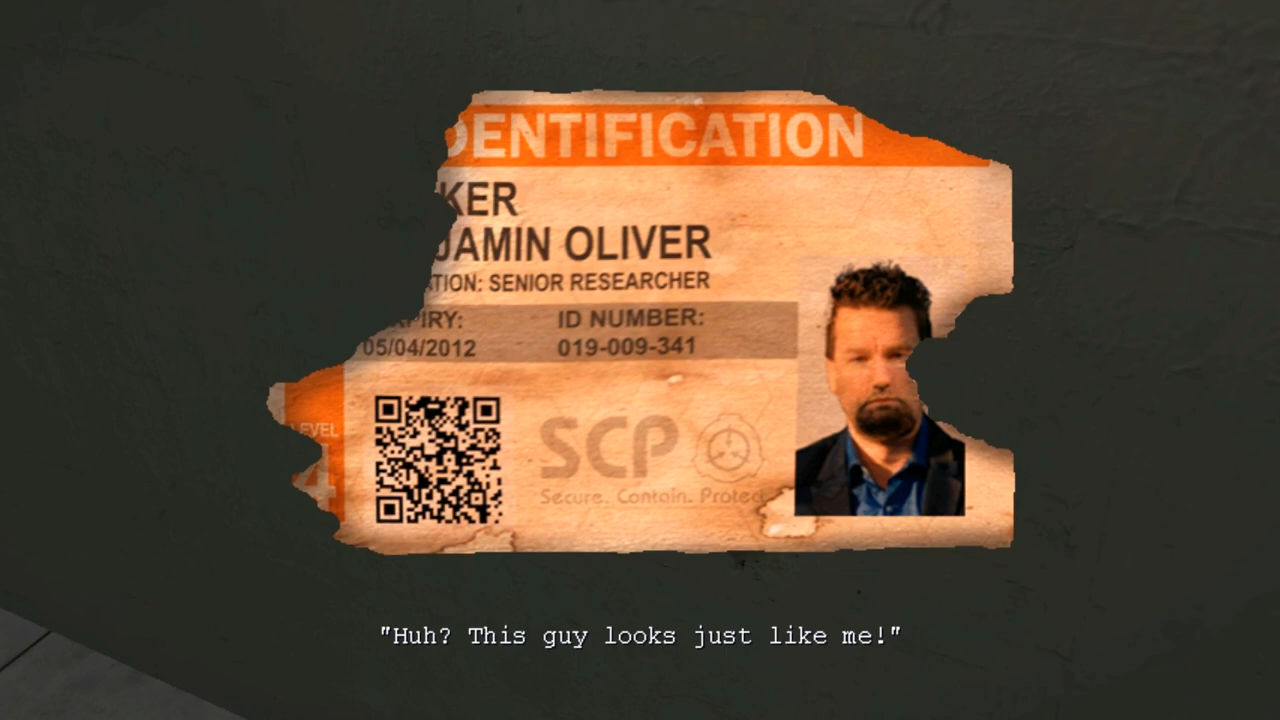 DENTIFICATION
KER
JAMIN OLIVER
TION: SENIOR RESEARCHER
PIRY:
ID NUMBER:
05/04/2012
019-009-341
LEVEL
4
SCP
Secure. Contain. Protect
"Huh? This guy looks just like me!"